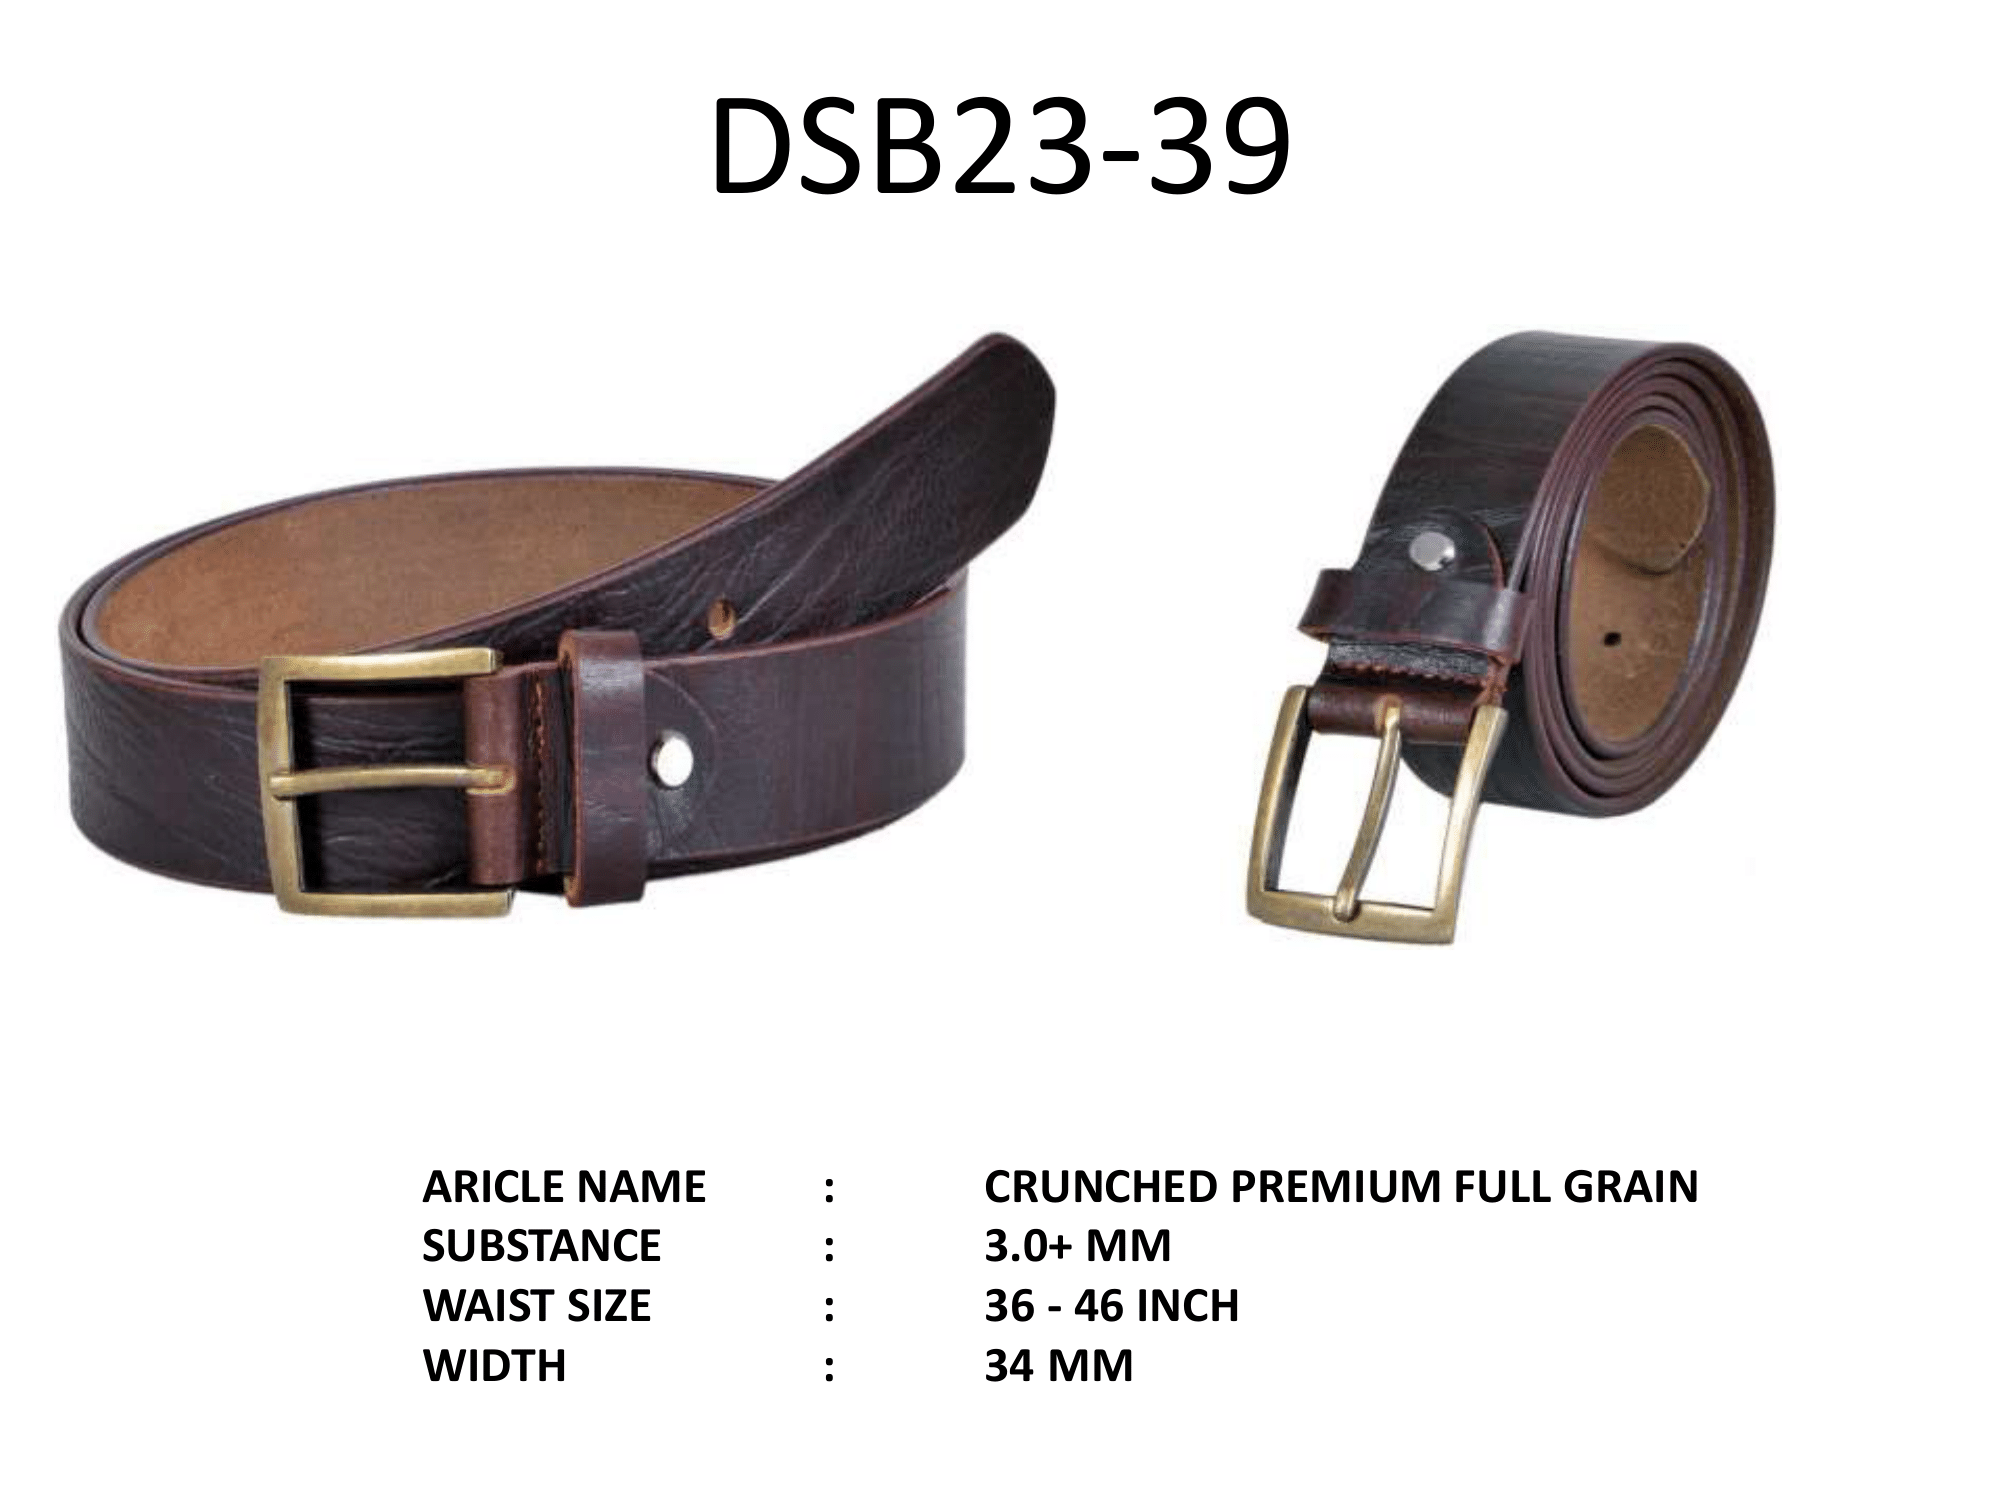 DSB23-39
ARICLE NAME : CRUNCHED PREMIUM FULL GRAIN
SUBSTANCE : 3.0+ MM
WAIST SIZE : 36 - 46 INCH
WIDTH : 34 MM